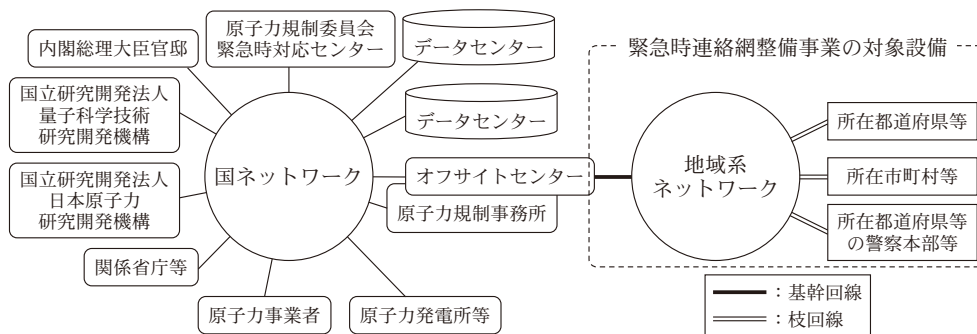 内閣総理大臣官邸
原子力規制委員会
緊急時対応センター
データセンター
データセンター
国立研究開発法人
量子科学技術
研究開発機構
国立研究開発法人
日本原子力
研究開発機構
関係省庁等
原子力事業者
原子力発電所等
国ネットワーク
オフサイトセンター
原子力規制事務所
緊急時連絡網整備事業の対象設備
地域系
ネットワーク
所在都道府県等
所在市町村等
所在都道府県等
の警察本部等
:基幹回線
:枝回線